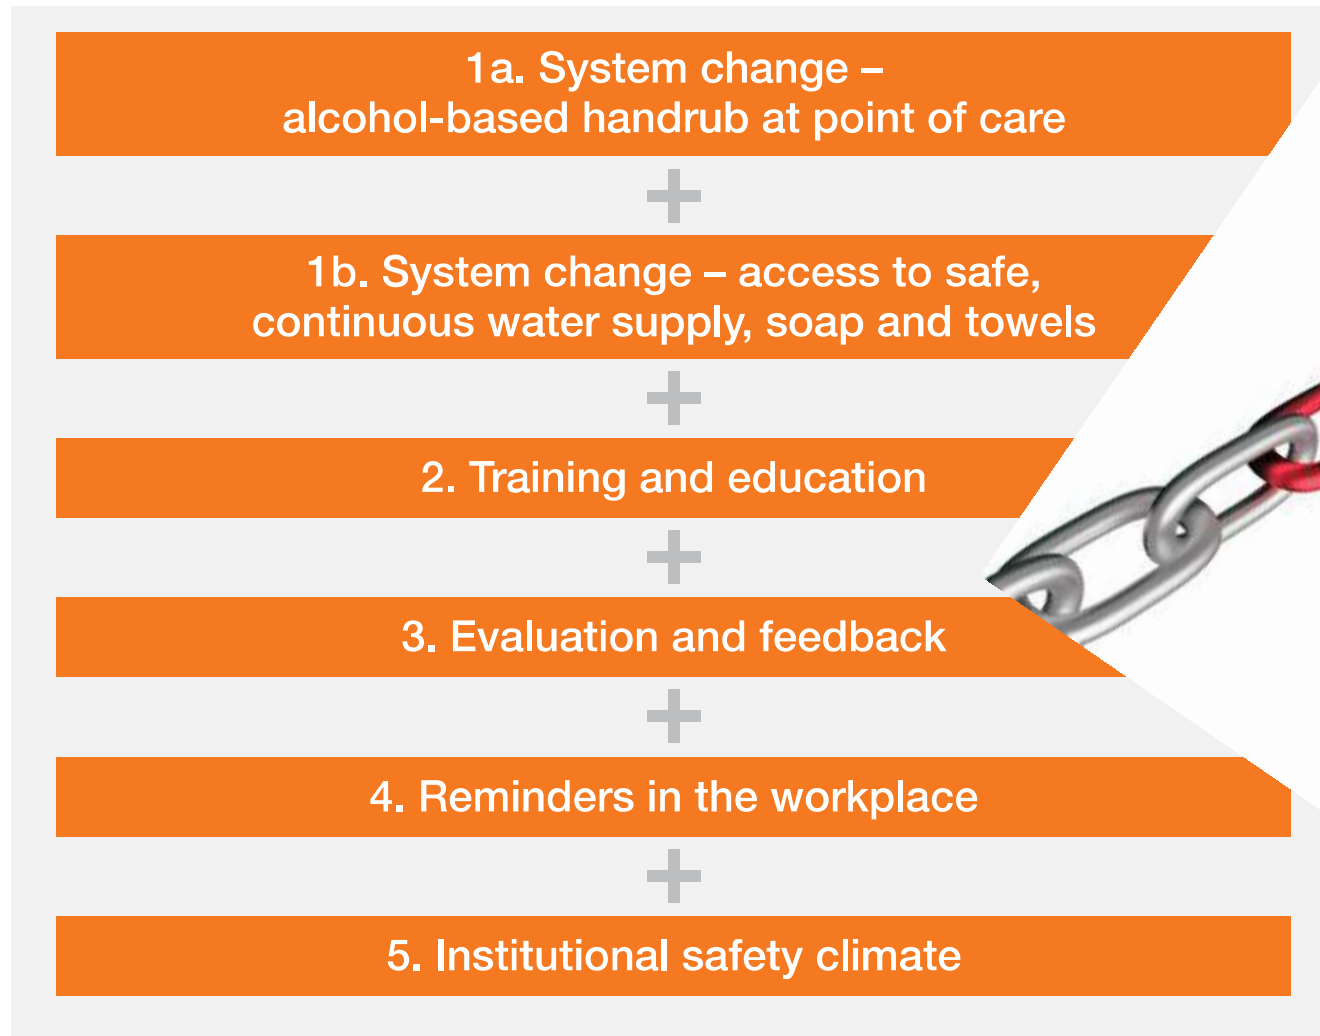 1a. System change –
alcohol-based handrub at point of care
1b. System change – access to safe,
continuous water supply, soap and towels
2. Training and education
3. Evaluation and feedback
4. Reminders in the workplace
5. Institutional safety climate